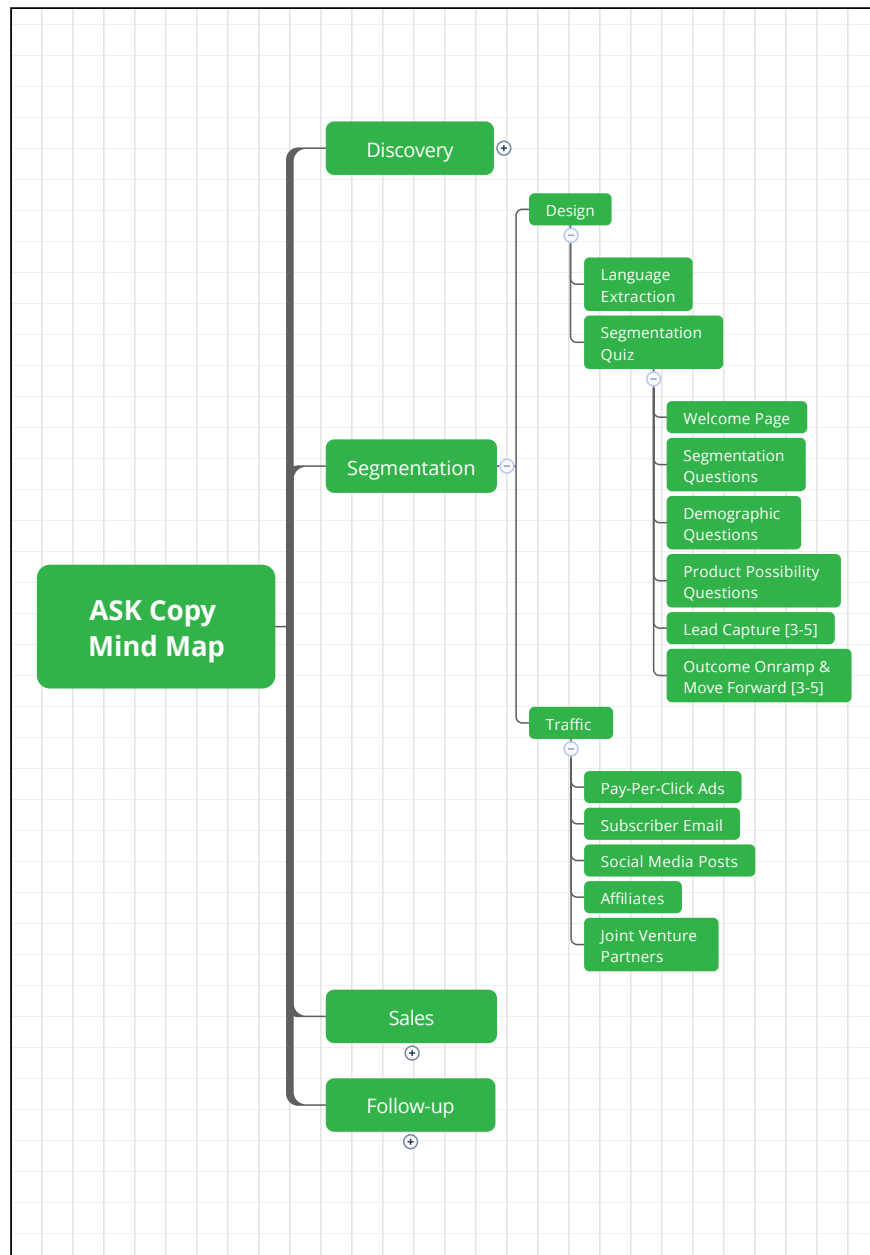 Discovery
Design
Language
Extraction
Segmentation
Quiz
Welcome Page
Segmentation
Segmentation
Questions
Demographic
Questions
Product Possibility
Questions
ASK Copy
Mind Map
Lead Capture [3-5]
Outcome Onramp &
Move Forward [3-5]
Traffic
Pay-Per-Click Ads
Subscriber Email
Social Media Posts
Affiliates
Joint Venture
Partners
Sales
Follow-up